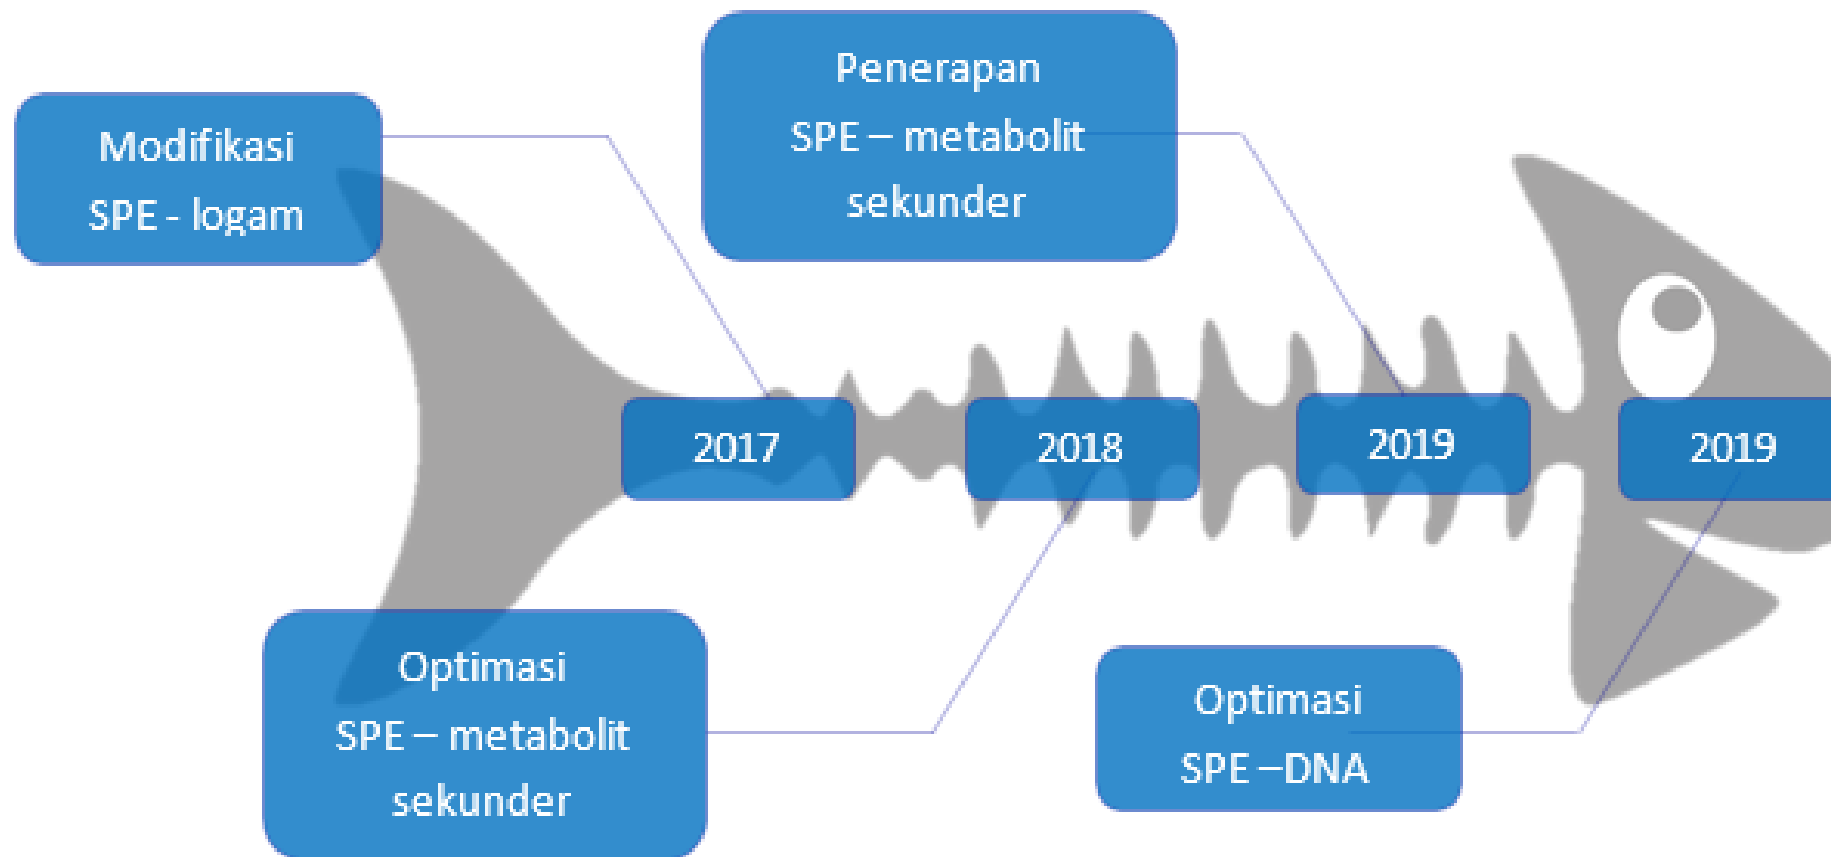 Modifikasi
SPE - logam
Penerapan
SPE – metabolit
sekunder
2017
2018
2019
2019
Optimasi
SPE – metabolit
sekunder
Optimasi
SPE –DNA